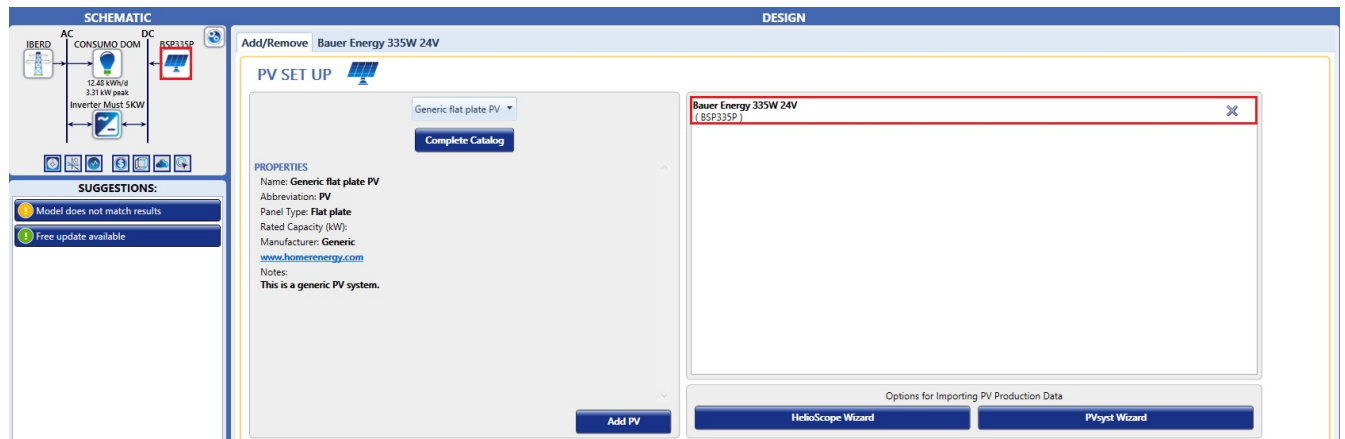 SCHEMATIC
DESIGN
AC
DC
IBERD
CONSUMO DOM
BSP335P
12.48 kWh/d
3.31 kW peak
Inverter Must 5KW
SUGGESTIONS:
Model does not match results
Free update available
Add/Remove
Bauer Energy 335W 24V
PV SET UP
Generic flat plate PV
Complete Catalog
PROPERTIES
Name: Generic flat plate PV
Abbreviation: PV
Panel Type: Flat plate
Rated Capacity (kW):
Manufacturer: Generic
www.homerenergy.com
Notes:
This is a generic PV system.
Add PV
Bauer Energy 335W 24V
( BSP335P )
Options for Importing PV Production Data
HelioScope Wizard
PVsyst Wizard